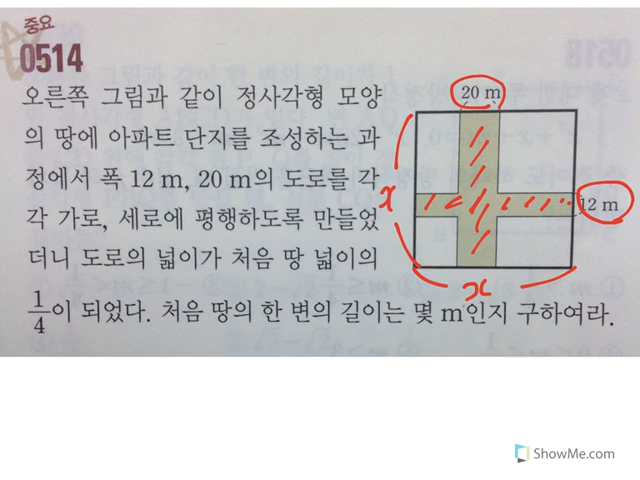 중요
0514
오른쪽 그림과 같이 정사각형 모양
의 땅에 아파트 단지를 조성하는 과
정에서 폭 12 m, 20 m의 도로를 각
각 가로, 세로에 평행하도록 만들었
더니 도로의 넓이가 처음 땅 넓이의
1/4이 되었다. 처음 땅의 한 변의 길이는 몇 m인지 구하여라.
20 m
x
12 m
x
ShowMe.com